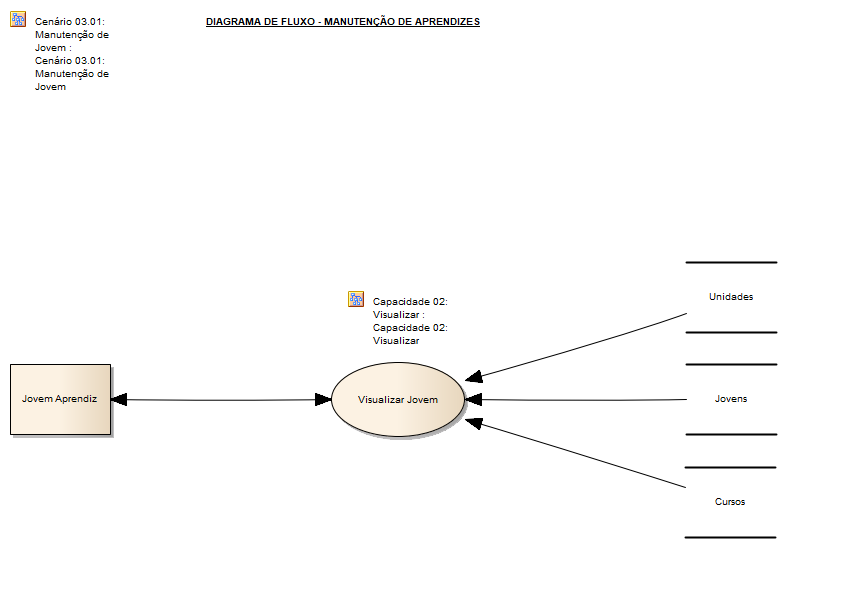 Cenário 03.01:
Manutenção de
Jovem :
Cenário 03.01:
Manutenção de
Jovem
DIAGRAMA DE FLUXO - MANUTENÇÃO DE APRENDIZES
Capacidade 02:
Visualizar :
Capacidade 02:
Visualizar
Jovem Aprendiz
Visualizar Jovem
Unidades
Jovens
Cursos